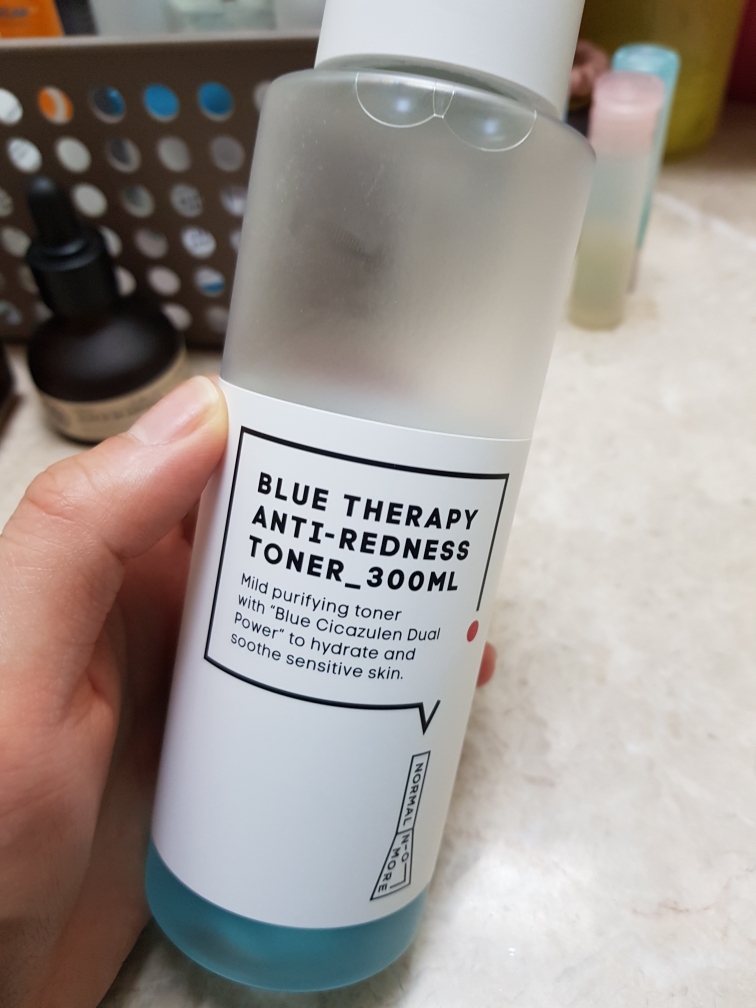 BLUE THERAPY
ANTI-REDNESS
TONER_300ML
Mild purifying toner
with "Blue Cicazulen Dual
Power" to hydrate and
soothe sensitive skin.
NORMAL N-O-
MORE